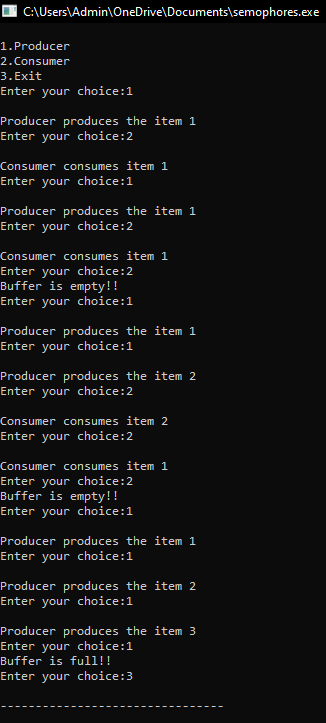 C:\Users\Admin\OneDrive\Documents\semophores.exe
1.Producer
2.Consumer
3.Exit
Enter your choice:1
Producer produces the item 1
Enter your choice:2
Consumer consumes item 1
Enter your choice:1
Producer produces the item 1
Enter your choice:2
Consumer consumes item 1
Enter your choice:2
Buffer is empty!!
Enter your choice:1
Producer produces the item 1
Enter your choice:1
Producer produces the item 2
Enter your choice:2
Consumer consumes item 2
Enter your choice:2
Consumer consumes item 1
Enter your choice:2
Buffer is empty!!
Enter your choice:1
Producer produces the item 1
Enter your choice:1
Producer produces the item 2
Enter your choice:1
Producer produces the item 3
Enter your choice:1
Buffer is full!!
Enter your choice:3
--------------------------------